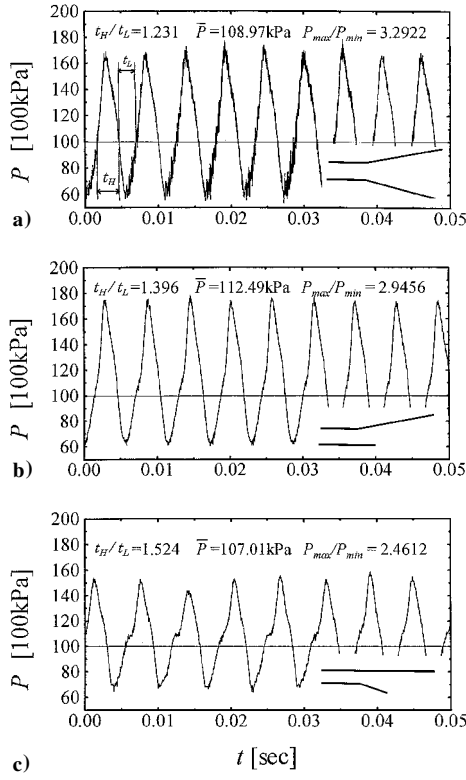 t_H/t_L=1.231 P̅=108.97kPa P_max/P_min=3.2922
t_L
t_H
P [100kPa]
200
180
160
140
120
100
80
60
0.00 0.01 0.02 0.03 0.04 0.05
a)
t_H/t_L=1.396 P̅=112.49kPa P_max/P_min=2.9456
P [100kPa]
200
180
160
140
120
100
80
60
0.00 0.01 0.02 0.03 0.04 0.05
b)
t_H/t_L=1.524 P̅=107.01kPa P_max/P_min=2.4612
P [100kPa]
200
180
160
140
120
100
80
60
0.00 0.01 0.02 0.03 0.04 0.05
c)
t [sec]